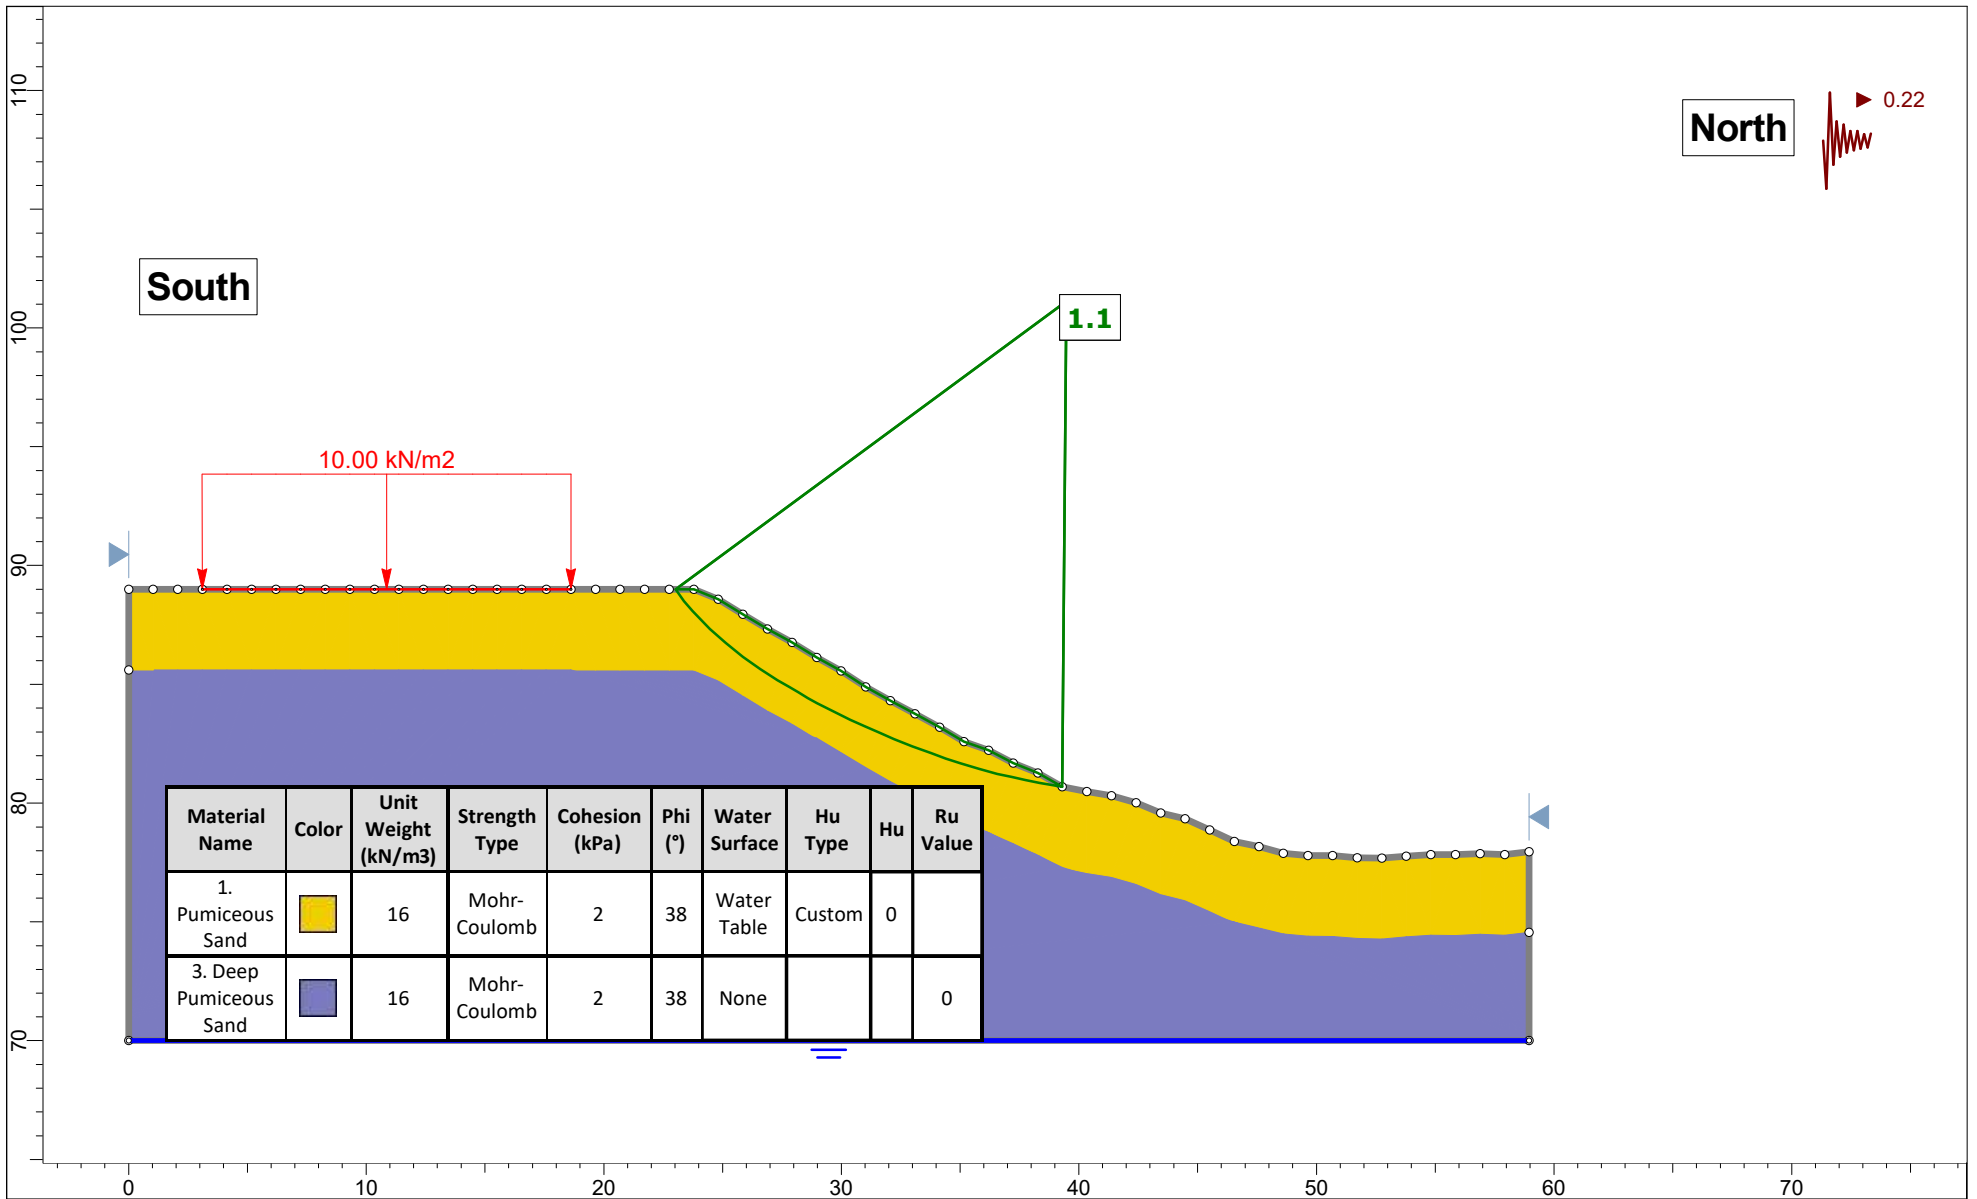 110
0.22
North
South
100
1.1
10.00 kN/m2
90
80
Material Name Color Unit Weight (kN/m3) Strength Type Cohesion (kPa) Phi (°) Water Surface Hu Type Hu Ru Value
1. Pumiceous Sand 16 Mohr-Coulomb 2 38 Water Table Custom 0
3. Deep Pumiceous Sand 16 Mohr-Coulomb 2 38 None 0
70
0 10 20 30 40 50 60 70